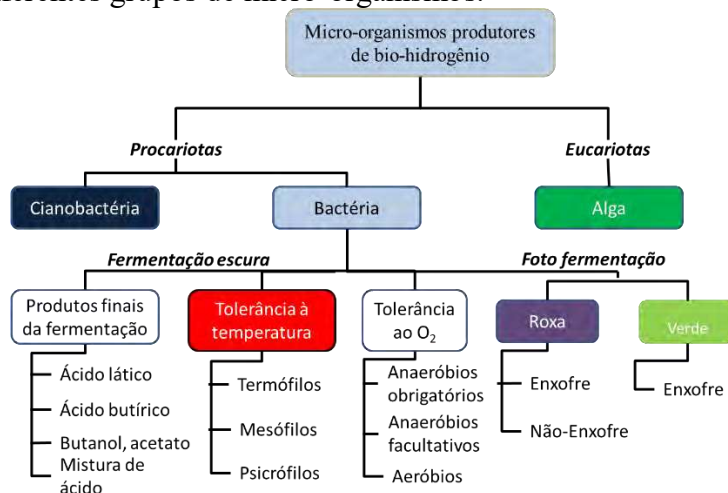 diferentes grupos de micro-organismos.
Micro-organismos produtores
de bio-hidrogênio
Procariotas
Eucariotas
Cianobactéria
Bactéria
Alga
Fermentação escura
Foto fermentação
Produtos finais
da fermentação
Tolerância à
temperatura
Tolerância
ao O₂
Roxa
Verde
Ácido lático
Ácido butírico
Butanol, acetato
Mistura de
ácido
Termófilos
Mesófilos
Psicrófilos
Anaeróbios
obrigatórios
Anaeróbios
facultativos
Aeróbios
Enxofre
Não-Enxofre
Enxofre